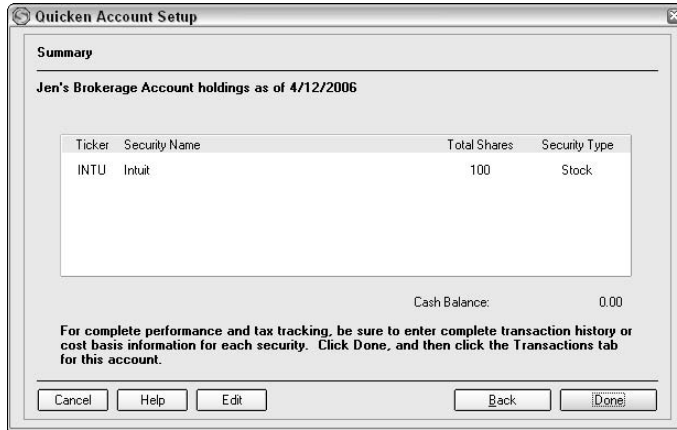 Quicken Account Setup
Summary
Jen's Brokerage Account holdings as of 4/12/2006
Ticker Security Name Total Shares Security Type
INTU Intuit 100 Stock
Cash Balance: 0.00
For complete performance and tax tracking, be sure to enter complete transaction history or
cost basis information for each security. Click Done, and then click the Transactions tab
for this account.
Cancel Help Edit Back Done